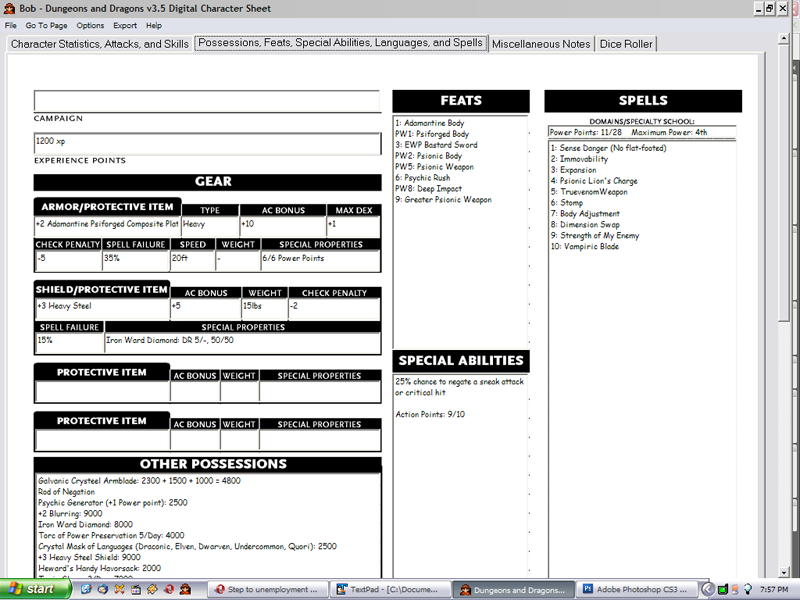 Bob - Dungeons and Dragons v3.5 Digital Character Sheet
File Go To Page Options Export Help
Character Statistics, Attacks, and Skills Possessions, Feats, Special Abilities, Languages, and Spells Miscellaneous Notes Dice Roller
CAMPAIGN
1200 xp
EXPERIENCE POINTS
GEAR
ARMOR/PROTECTIVE ITEM TYPE AC BONUS MAX DEX
+2 Adamantine Psiforged Composite Plat Heavy +10 +1
CHECK PENALTY SPELL FAILURE SPEED WEIGHT SPECIAL PROPERTIES
-5 35% 20ft - 6/6 Power Points
SHIELD/PROTECTIVE ITEM AC BONUS WEIGHT CHECK PENALTY
+3 Heavy Steel +5 15lbs -2
SPELL FAILURE SPECIAL PROPERTIES
15% Iron Ward Diamond: DR 5/-, 50/50
PROTECTIVE ITEM AC BONUS WEIGHT SPECIAL PROPERTIES
PROTECTIVE ITEM AC BONUS WEIGHT SPECIAL PROPERTIES
OTHER POSSESSIONS
Galvanic Crysteel Armblade: 2300 + 1500 + 1000 = 4800
Rod of Negation
Psychic Generator (+1 Power point): 2500
+2 Blurring: 9000
Iron Ward Diamond: 8000
Torc of Power Preservation 5/Day: 4000
Crystal Mask of Languages (Draconic, Elven, Dwarven, Undercommon, Quori): 2500
+3 Heavy Steel Shield: 9000
Heward's Handy Havorsack: 2000
FEATS
1: Adamantine Body
PW1: Psiforged Body
3: EWP Bastard Sword
PW2: Psionic Body
PW5: Psionic Weapon
6: Psychic Rush
PW8: Deep Impact
9: Greater Psionic Weapon
SPECIAL ABILITIES
25% chance to negate a sneak attack
or critical hit
Action Points: 9/10
SPELLS
DOMAINS/SPECIALTY SCHOOL:
Power Points: 11/28 Maximum Power: 4th
1: Sense Danger (No flat-footed)
2: Immovability
3: Expansion
4: Psionic Lion's Charge
5: TruevenomWeapon
6: Stomp
7: Body Adjustment
8: Dimension Swap
9: Strength of My Enemy
10: Vampiric Blade
start Step to unemployment ... TextPad - [C:\Docume... Dungeons and Dragons... Adobe Photoshop CS3 ... 7:57 PM